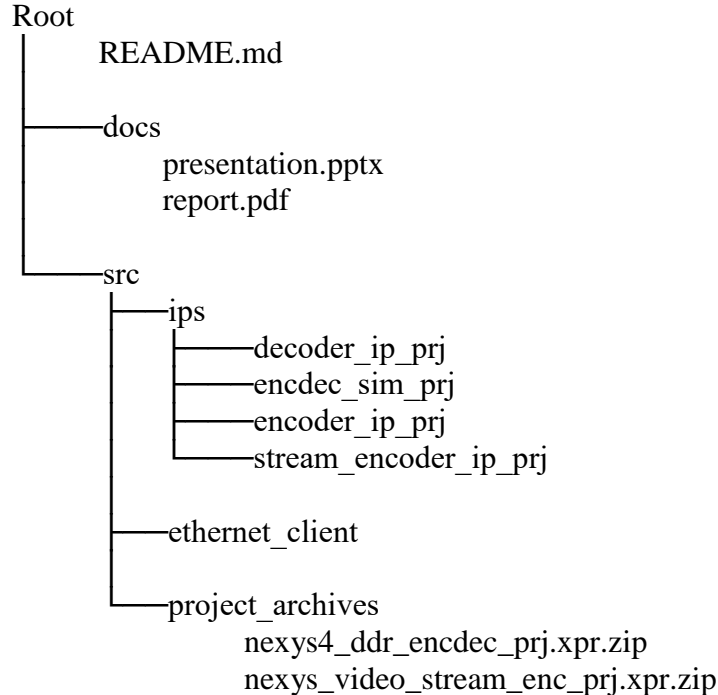 Root
README.md
docs
presentation.pptx
report.pdf
src
ips
decoder_ip_prj
encdec_sim_prj
encoder_ip_prj
stream_encoder_ip_prj
ethernet_client
project_archives
nexys4_ddr_encdec_prj.xpr.zip
nexys_video_stream_enc_prj.xpr.zip